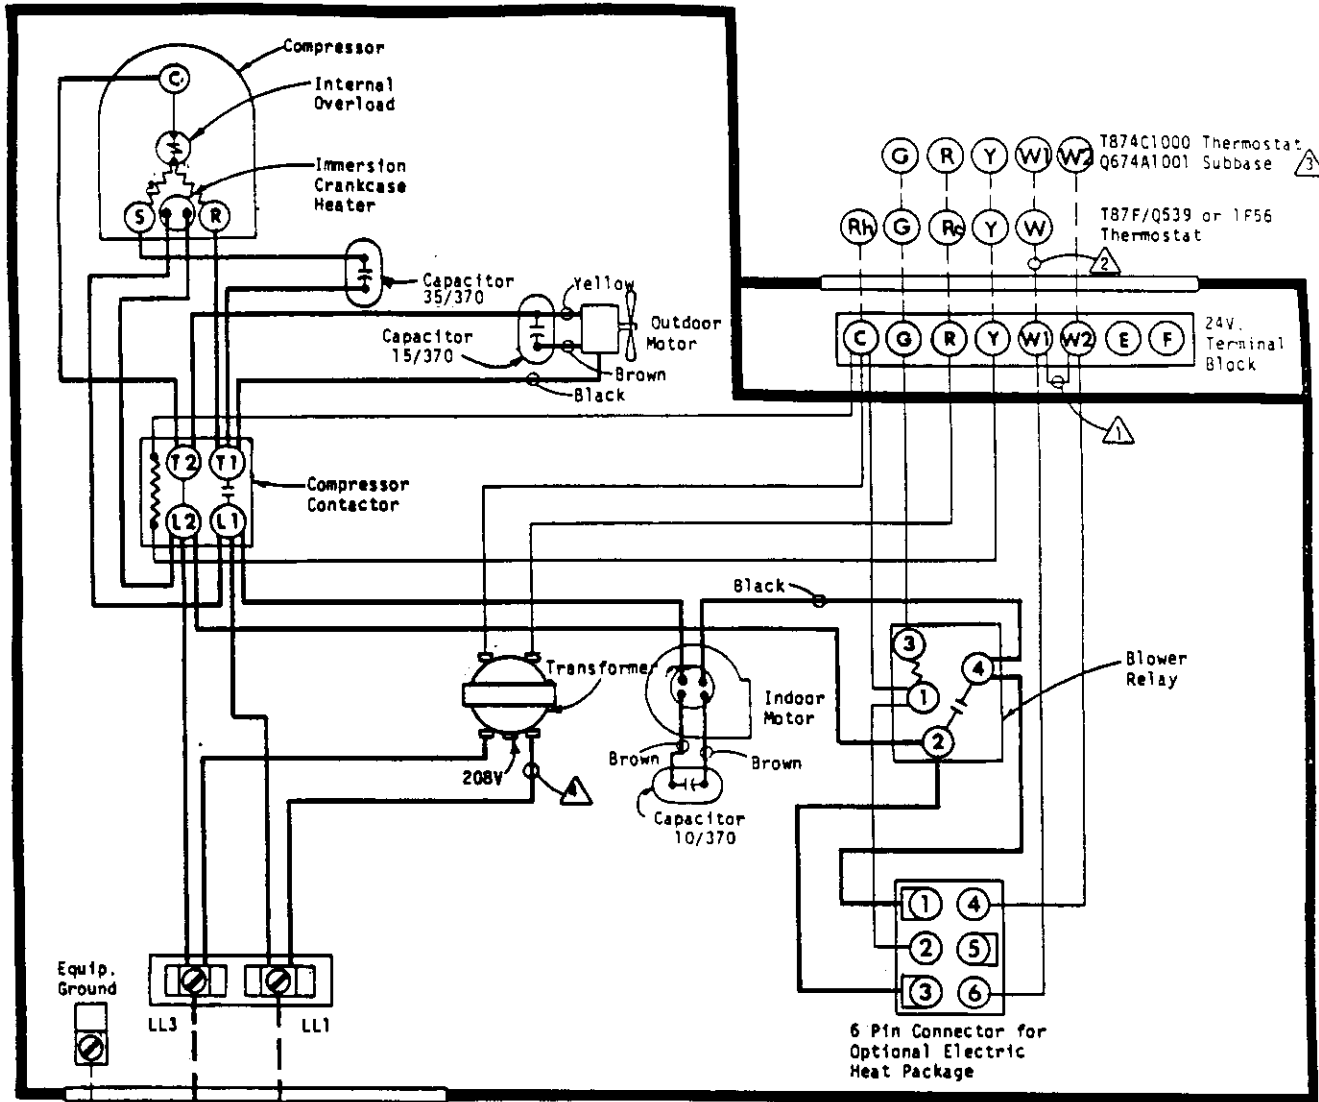 Compressor
C
Internal
Overload
Immersion
Crankcase
Heater
S
R
Capacitor
35/370
Yellow
Capacitor
15/370
Outdoor
Motor
Brown
Black
G R Y W1 W2
T874C1000 Thermostat
Q674A1001 Subbase
3
Rh G Rc Y W
T87F/Q539 or 1F56
Thermostat
2
C G R Y W1 W2 E F
24V.
Terminal
Block
1
T2 T1
L2 L1
Compressor
Contactor
Black
3
4
1
2
Blower
Relay
Transformer
208V
4
Indoor
Motor
Brown
Brown
Capacitor
10/370
1 4
2 5
3 6
6 Pin Connector for
Optional Electric
Heat Package
Equip.
Ground
LL3
LL1